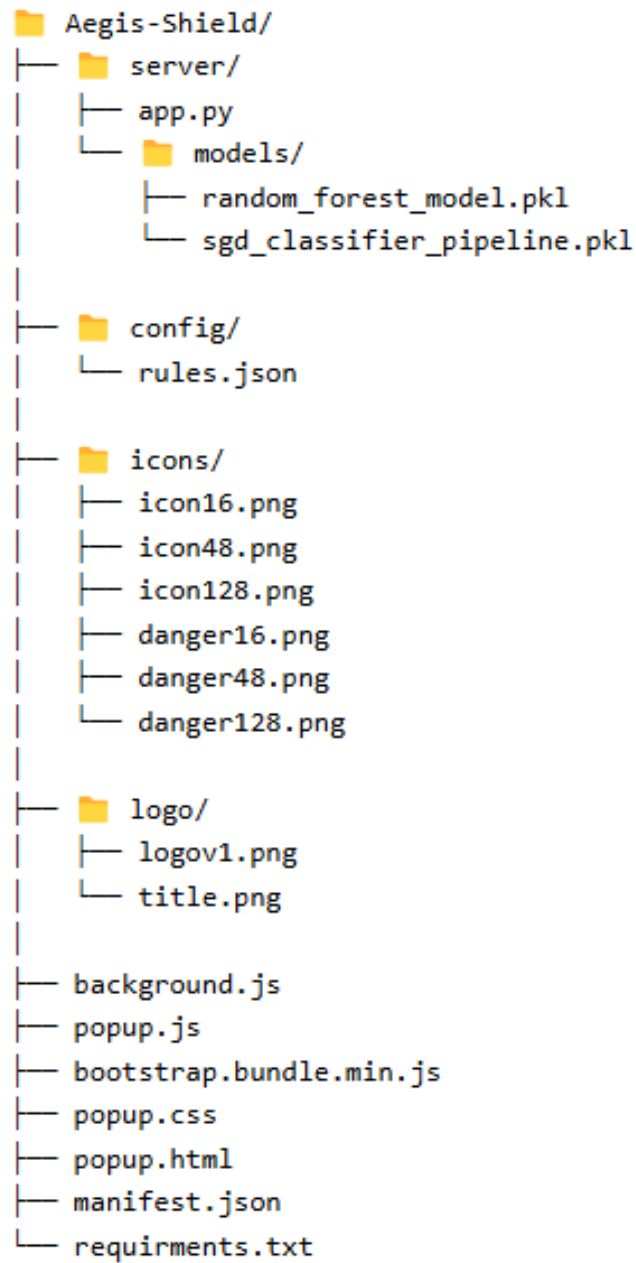 Aegis-Shield/
├── server/
│   ├── app.py
│   └── models/
│       ├── random_forest_model.pkl
│       └── sgd_classifier_pipeline.pkl
│
├── config/
│   └── rules.json
│
├── icons/
│   ├── icon16.png
│   ├── icon48.png
│   ├── icon128.png
│   ├── danger16.png
│   ├── danger48.png
│   └── danger128.png
│
├── logo/
│   ├── logov1.png
│   └── title.png
│
├── background.js
├── popup.js
├── bootstrap.bundle.min.js
├── popup.css
├── popup.html
├── manifest.json
└── requirments.txt